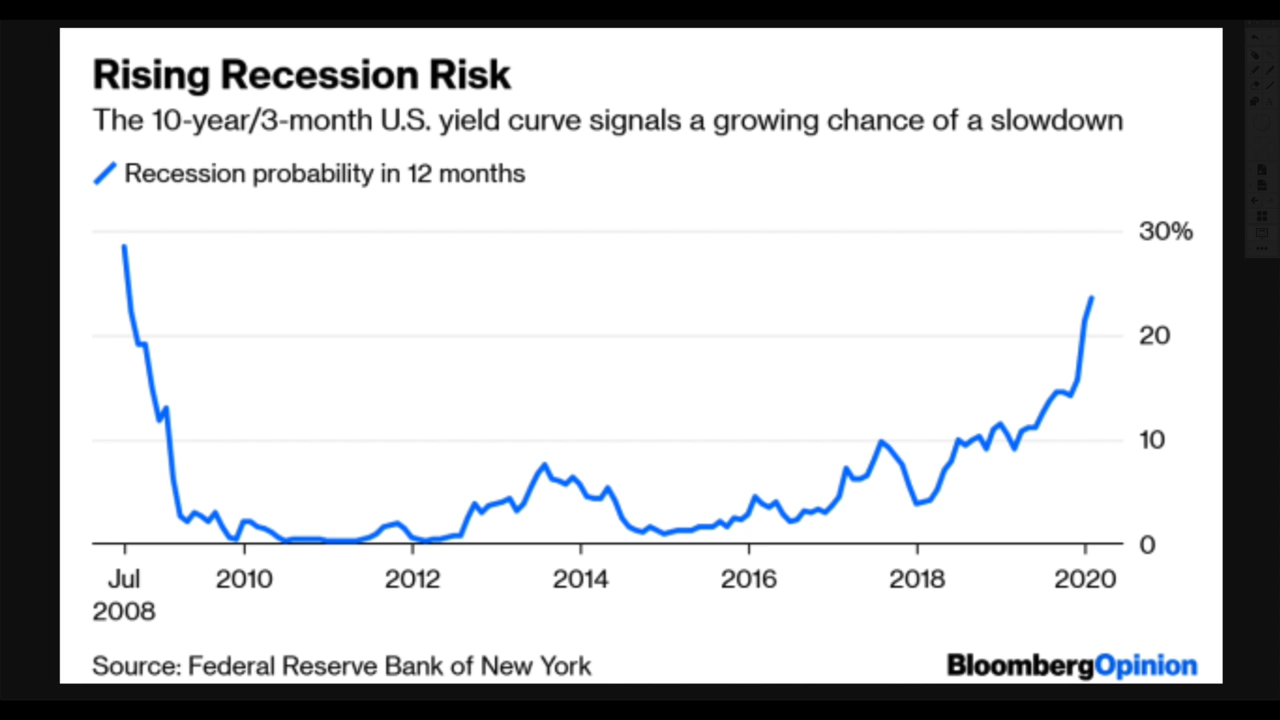 Rising Recession Risk
The 10-year/3-month U.S. yield curve signals a growing chance of a slowdown
Recession probability in 12 months
30%
20
10
0
Jul 2010 2012 2014 2016 2018 2020
2008
Source: Federal Reserve Bank of New York BloombergOpinion